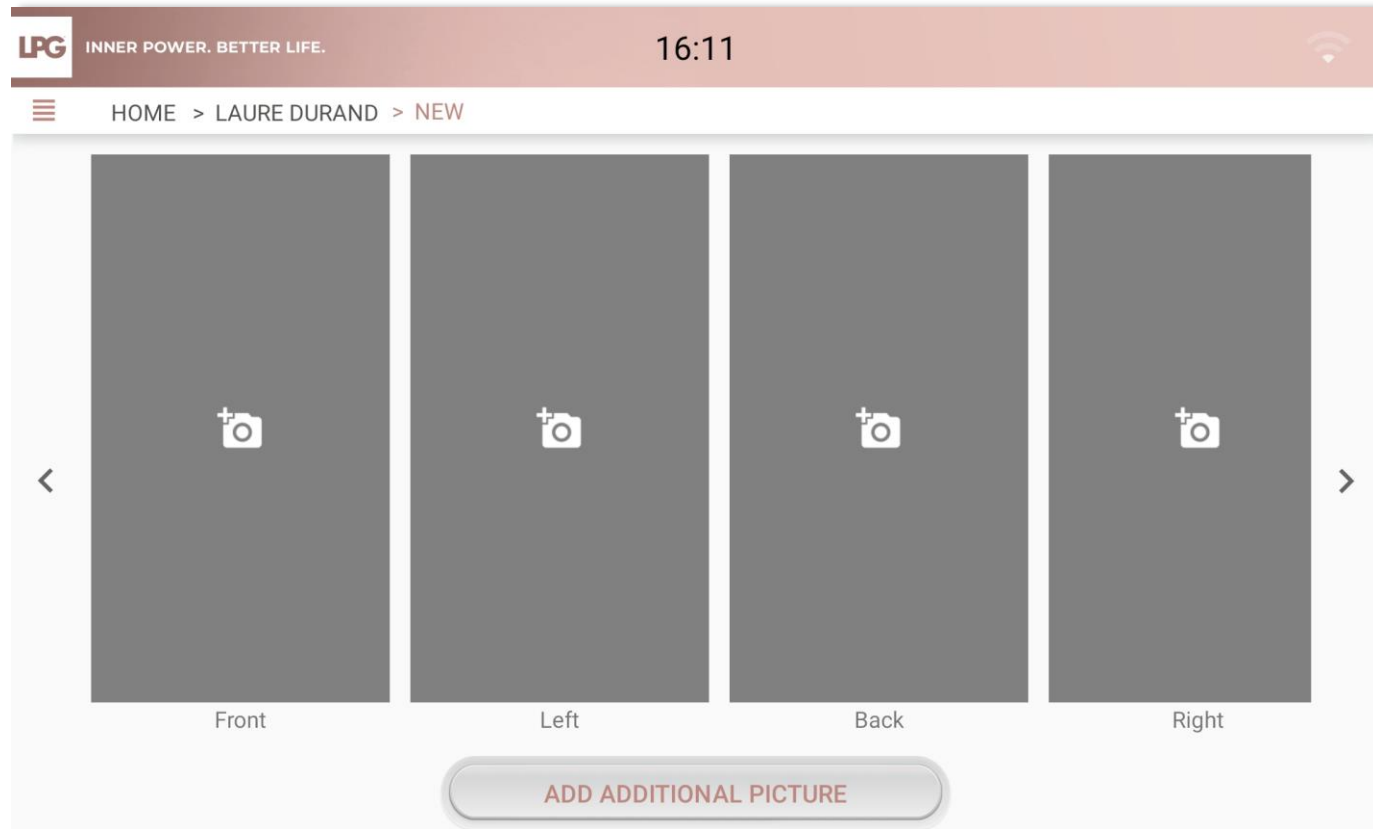 LPG INNER POWER. BETTER LIFE. 16:11
HOME > LAURE DURAND > NEW
Front Left Back Right
ADD ADDITIONAL PICTURE